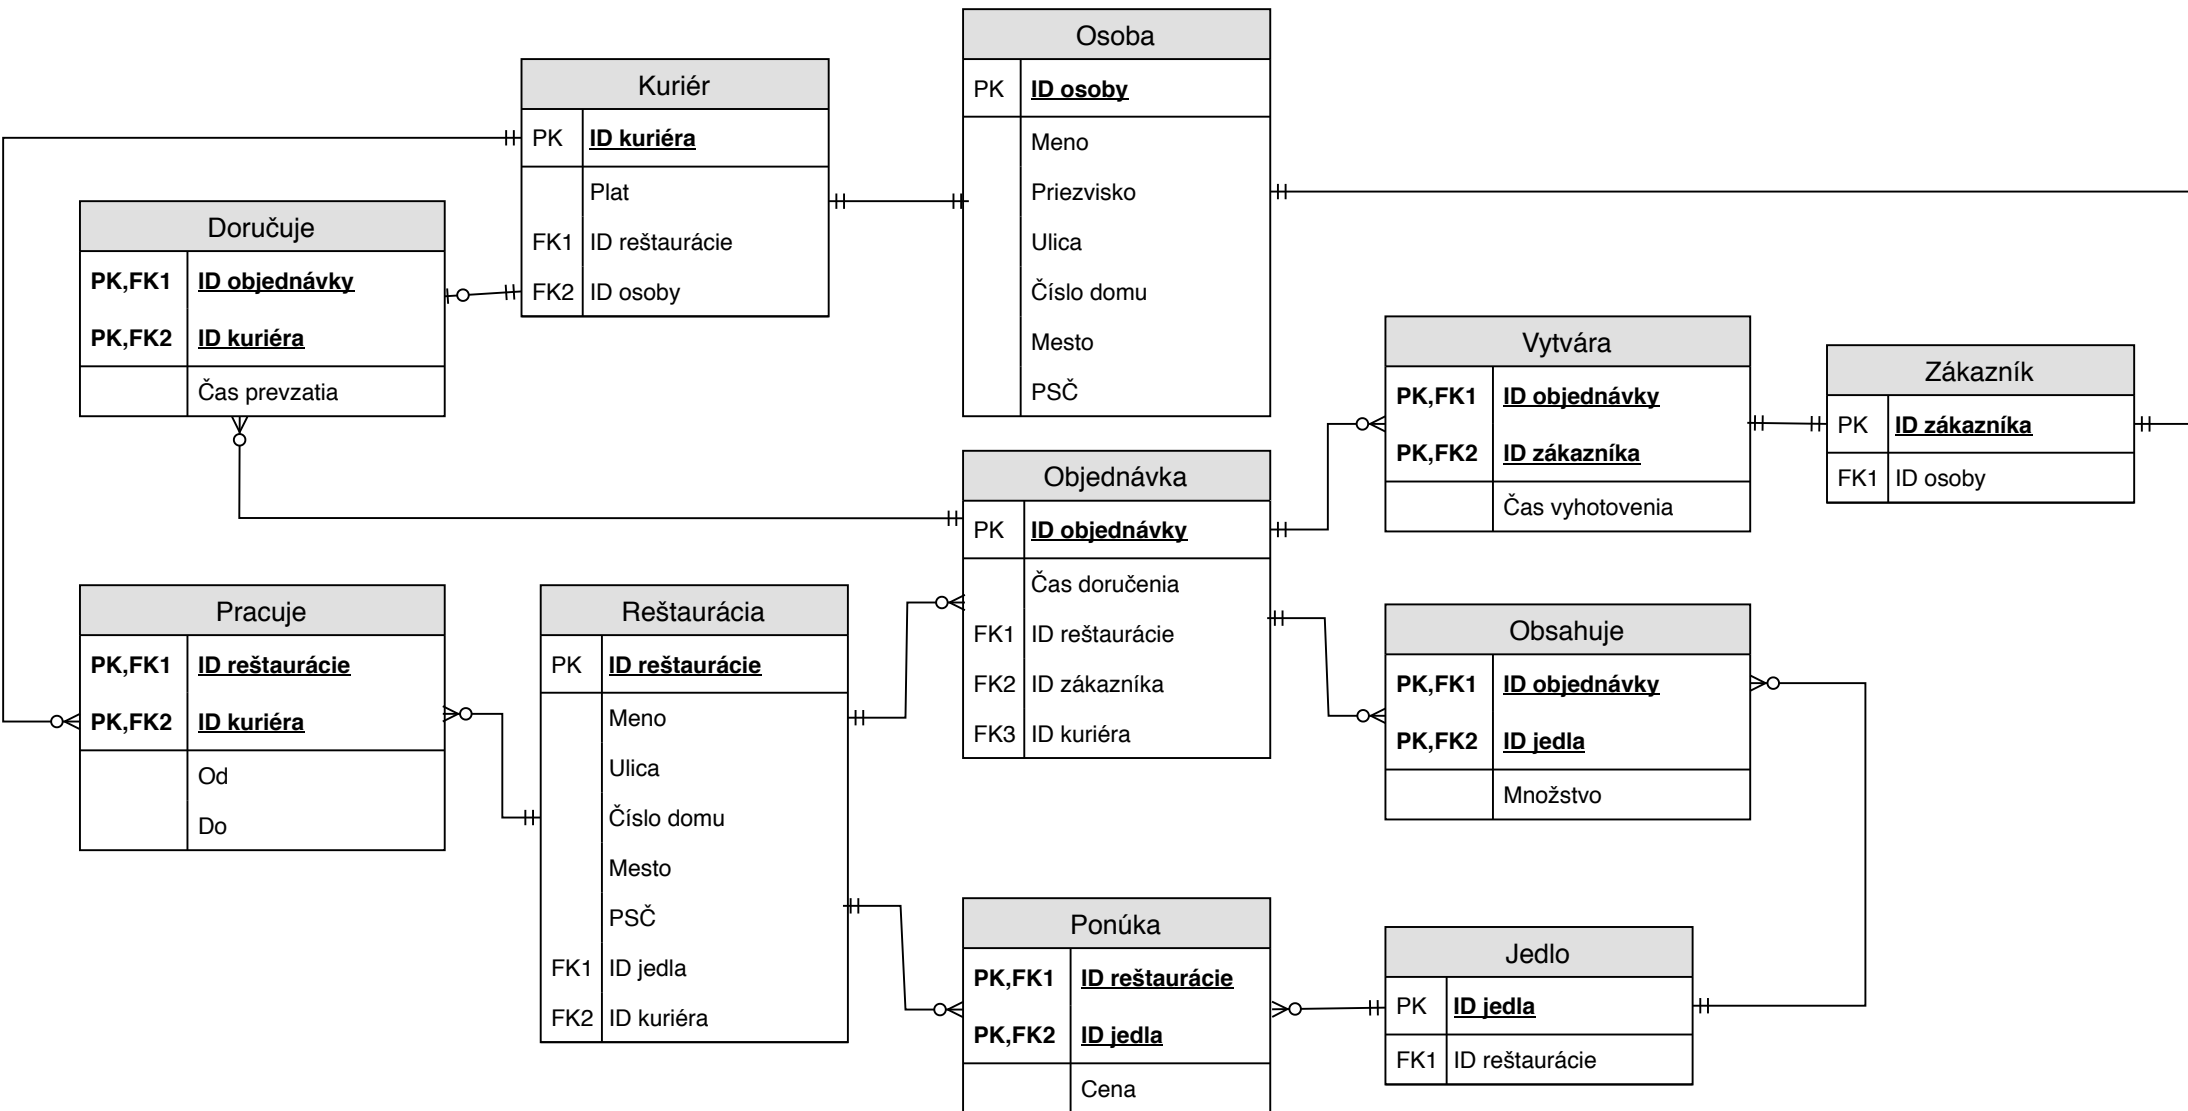 Osoba
PK ID osoby
Meno
Priezvisko
Ulica
Číslo domu
Mesto
PSČ
Kuriér
PK ID kuriéra
Plat
FK1 ID reštaurácie
FK2 ID osoby
Doručuje
PK,FK1 ID objednávky
PK,FK2 ID kuriéra
Čas prevzatia
Vytvára
PK,FK1 ID objednávky
PK,FK2 ID zákazníka
Čas vyhotovenia
Zákazník
PK ID zákazníka
FK1 ID osoby
Objednávka
PK ID objednávky
Čas doručenia
FK1 ID reštaurácie
FK2 ID zákazníka
FK3 ID kuriéra
Pracuje
PK,FK1 ID reštaurácie
PK,FK2 ID kuriéra
Od
Do
Reštaurácia
PK ID reštaurácie
Meno
Ulica
Číslo domu
Mesto
PSČ
FK1 ID jedla
FK2 ID kuriéra
Obsahuje
PK,FK1 ID objednávky
PK,FK2 ID jedla
Množstvo
Ponúka
PK,FK1 ID reštaurácie
PK,FK2 ID jedla
Cena
Jedlo
PK ID jedla
FK1 ID reštaurácie